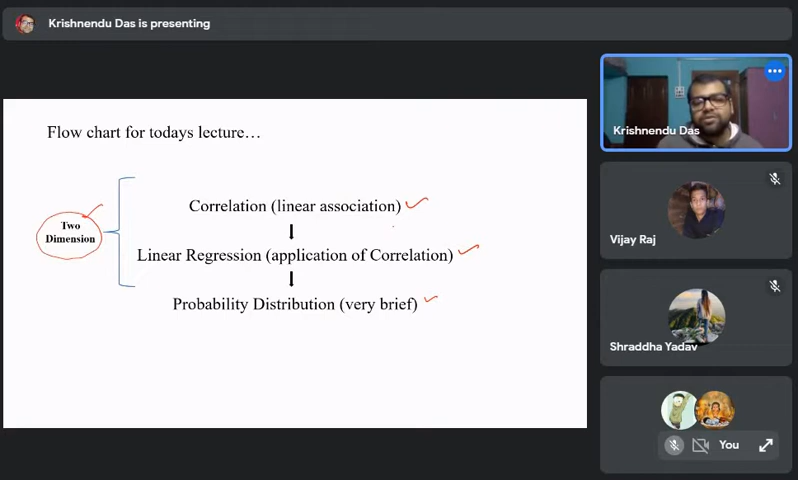 Krishnendu Das is presenting
Flow chart for todays lecture…
Correlation (linear association)
Two
Dimension
Linear Regression (application of Correlation)
Probability Distribution (very brief)
Krishnendu Das
Vijay Raj
Shraddha Yadav
You